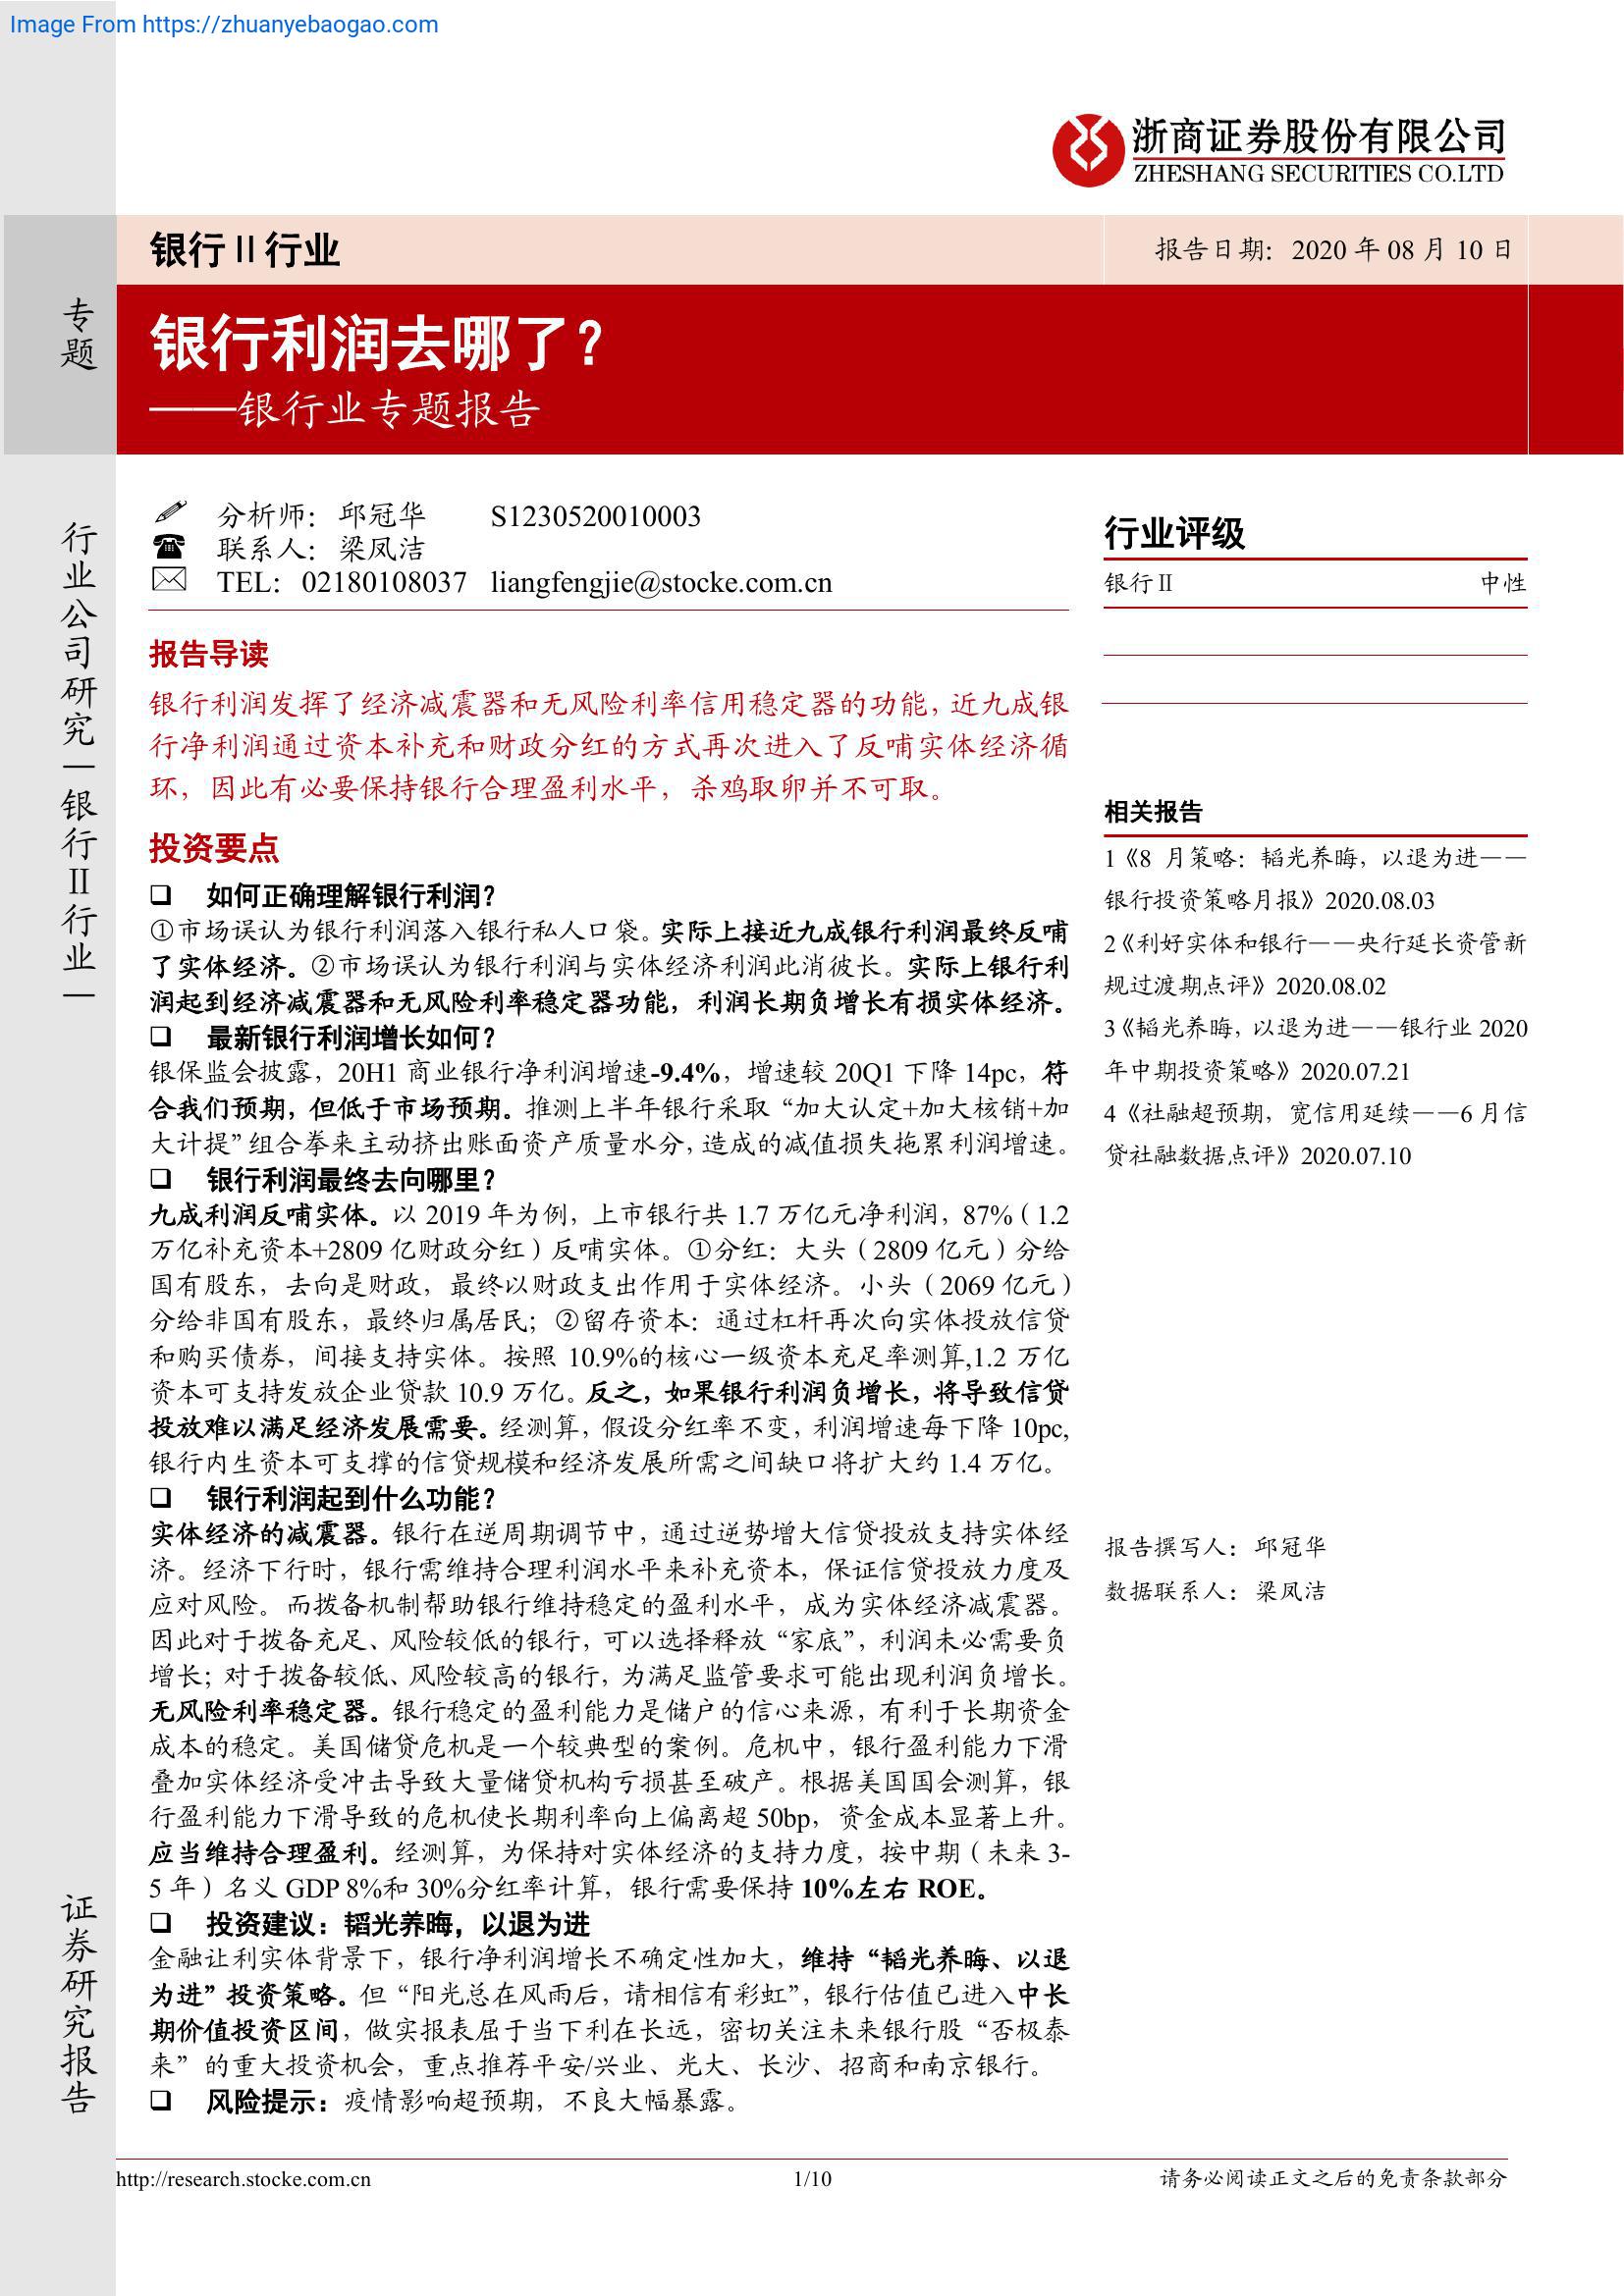 Image From https://zhuanyebaogao.com
浙商证券股份有限公司
ZHESHANG SECURITIES CO.LTD
专题
银行Ⅱ行业
报告日期：2020 年 08 月 10 日
银行利润去哪了？
——银行业专题报告
行业公司研究｜银行Ⅱ行业｜
分析师：邱冠华 S1230520010003
联系人：梁凤洁
TEL：02180108037 liangfengjie@stocke.com.cn
报告导读
银行利润发挥了经济减震器和无风险利率信用稳定器的功能，近九成银
行净利润通过资本补充和财政分红的方式再次进入了反哺实体经济循
环，因此有必要保持银行合理盈利水平，杀鸡取卵并不可取。
投资要点
❑ 如何正确理解银行利润？
①市场误认为银行利润落入银行私人口袋。实际上接近九成银行利润最终反哺
了实体经济。②市场误认为银行利润与实体经济利润此消彼长。实际上银行利
润起到经济减震器和无风险利率稳定器功能，利润长期负增长有损实体经济。
❑ 最新银行利润增长如何？
银保监会披露，20H1 商业银行净利润增速-9.4%，增速较 20Q1 下降 14pc，符
合我们预期，但低于市场预期。推测上半年银行采取“加大认定+加大核销+加
大计提”组合拳来主动挤出账面资产质量水分，造成的减值损失拖累利润增速。
❑ 银行利润最终去向哪里？
九成利润反哺实体。以 2019 年为例，上市银行共 1.7 万亿元净利润，87%（1.2
万亿补充资本+2809 亿财政分红）反哺实体。①分红：大头（2809 亿元）分给
国有股东，去向是财政，最终以财政支出作用于实体经济。小头（2069 亿元）
分给非国有股东，最终归属居民；②留存资本：通过杠杆再次向实体投放信贷
和购买债券，间接支持实体。按照 10.9%的核心一级资本充足率测算,1.2 万亿
资本可支持发放企业贷款 10.9 万亿。反之，如果银行利润负增长，将导致信贷
投放难以满足经济发展需要。经测算，假设分红率不变，利润增速每下降 10pc,
银行内生资本可支撑的信贷规模和经济发展所需之间缺口将扩大约 1.4 万亿。
❑ 银行利润起到什么功能？
实体经济的减震器。银行在逆周期调节中，通过逆势增大信贷投放支持实体经
济。经济下行时，银行需维持合理利润水平来补充资本，保证信贷投放力度及
应对风险。而拨备机制帮助银行维持稳定的盈利水平，成为实体经济减震器。
因此对于拨备充足、风险较低的银行，可以选择释放“家底”，利润未必需要负
增长；对于拨备较低、风险较高的银行，为满足监管要求可能出现利润负增长。
无风险利率稳定器。银行稳定的盈利能力是储户的信心来源，有利于长期资金
成本的稳定。美国储贷危机是一个较典型的案例。危机中，银行盈利能力下滑
叠加实体经济受冲击导致大量储贷机构亏损甚至破产。根据美国国会测算，银
行盈利能力下滑导致的危机使长期利率向上偏离超 50bp，资金成本显著上升。
应当维持合理盈利。经测算，为保持对实体经济的支持力度，按中期（未来 3-
5 年）名义 GDP 8%和 30%分红率计算，银行需要保持 10%左右 ROE。
❑ 投资建议：韬光养晦，以退为进
金融让利实体背景下，银行净利润增长不确定性加大，维持“韬光养晦、以退
为进”投资策略。但“阳光总在风雨后，请相信有彩虹”，银行估值已进入中长
期价值投资区间，做实报表屈于当下利在长远，密切关注未来银行股“否极泰
来”的重大投资机会，重点推荐平安/兴业、光大、长沙、招商和南京银行。
❑ 风险提示：疫情影响超预期，不良大幅暴露。
行业评级
银行Ⅱ 中性
相关报告
1《8 月策略：韬光养晦，以退为进——
银行投资策略月报》2020.08.03
2《利好实体和银行——央行延长资管新
规过渡期点评》2020.08.02
3《韬光养晦，以退为进——银行业 2020
年中期投资策略》2020.07.21
4《社融超预期，宽信用延续——6 月信
贷社融数据点评》2020.07.10
报告撰写人：邱冠华
数据联系人：梁凤洁
证券研究报告
http://research.stocke.com.cn
1/10
请务必阅读正文之后的免责条款部分